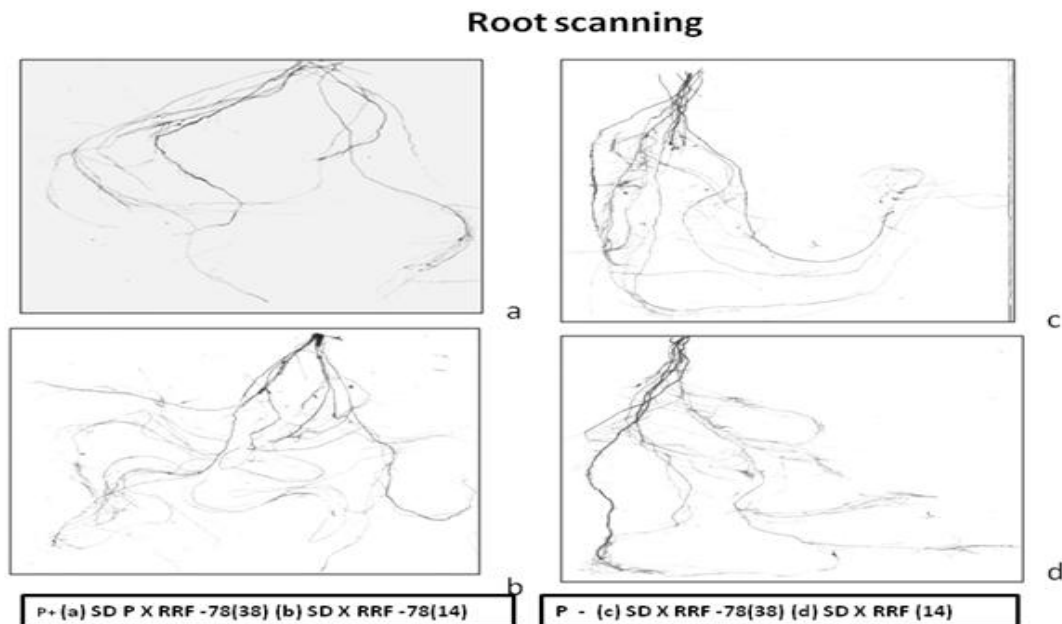 Root scanning
a
c
b
d
P+ (a) SD P X RRF -78(38) (b) SD X RRF -78(14)
P - (c) SD X RRF -78(38) (d) SD X RRF (14)